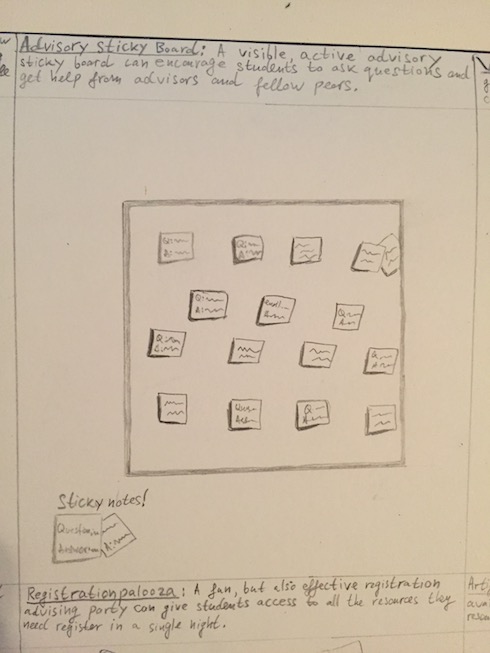 Advisory Sticky Board: A visible, active advisory
sticky board can encourage students to ask questions and
get help from advisors and fellow peers.
Q:
A:
Q:
A:
Q:
A:
Q:
A:
Q:
A:
Q:
A:
Q
A
Sticky notes!
Question
Answer
A:
Registrationpalooza: A fun, but also effective registration
advising party can give students access to all the resources they
need register in a single night.